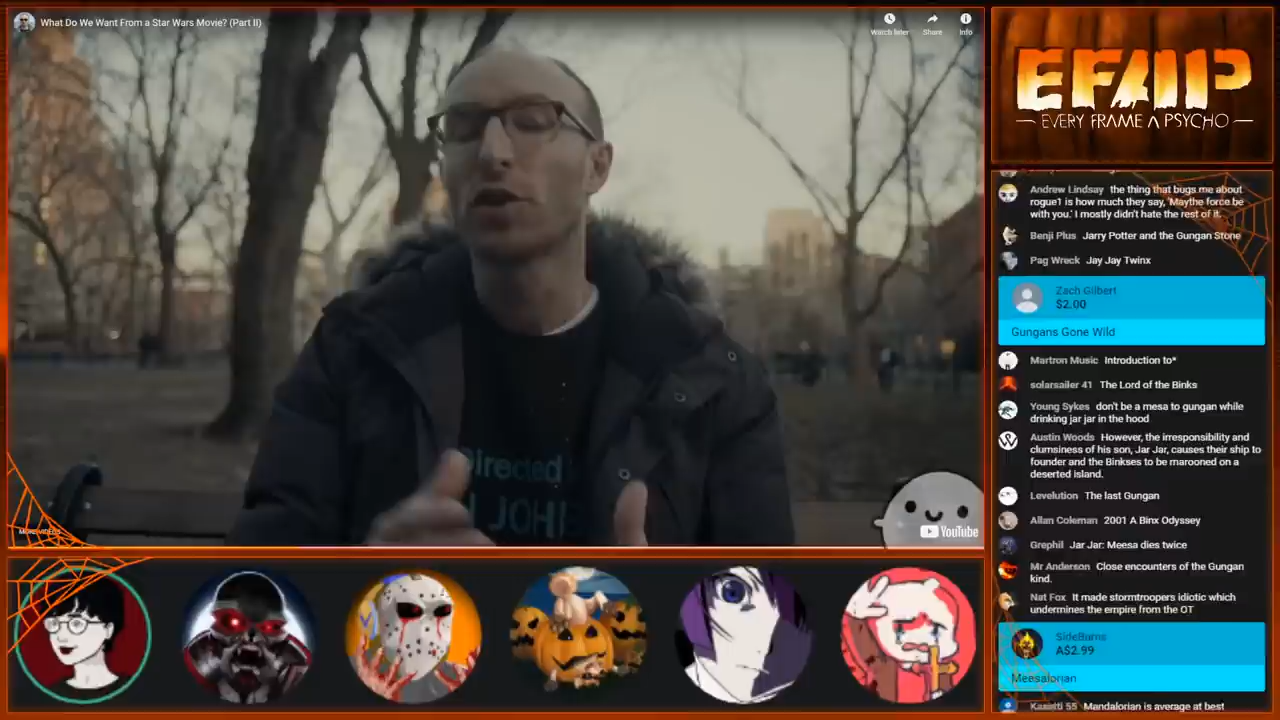 What Do We Want From a Star Wars Movie? (Part II)
Watch later
Share
Info
EFAP
EVERY FRAME A PSYCHO
Andrew Lindsay the thing that bugs me about
rogue1 is how much they say, 'Maythe force be
with you.' I mostly didn't hate the rest of it.
Benji Plus Jarry Potter and the Gungan Stone
Pag Wreck Jay Jay Twinx
Zach Gilbert
$2.00
Gungans Gone Wild
Martron Music Introduction to*
solarsailer 41 The Lord of the Binks
Young Sykes don't be a mesa to gungan while
drinking jar jar in the hood
Austin Woods However, the irresponsibility and
clumsiness of his son, Jar Jar, causes their ship to
founder and the Binkses to be marooned on a
deserted island.
Levelution The last Gungan
Allan Coleman 2001 A Binx Odyssey
Grephil Jar Jar: Meesa dies twice
Mr Anderson Close encounters of the Gungan
kind.
Nat Fox It made stormtroopers idiotic which
undermines the empire from the OT
SideBurns
A$2.99
Meesalorian
55 Mandalorian is average at best
Directed
JOH
MORE VIDEOS
YouTube